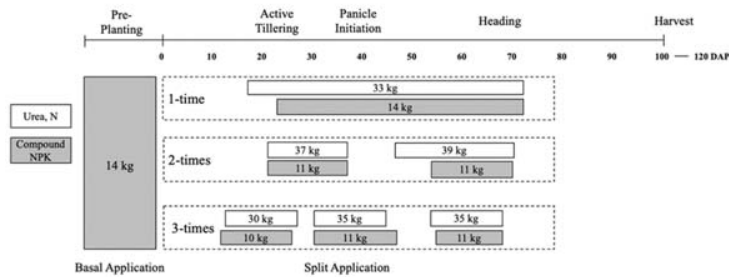 Pre-
Planting
Active
Tillering
Panicle
Initiation
Heading
Harvest
0 10 20 30 40 50 60 70 80 90 100 120 DAP
Urea, N
Compound
NPK
14 kg
1-time
33 kg
14 kg
2-times
37 kg
39 kg
11 kg
11 kg
3-times
30 kg
35 kg
35 kg
10 kg
11 kg
11 kg
Basal Application
Split Application